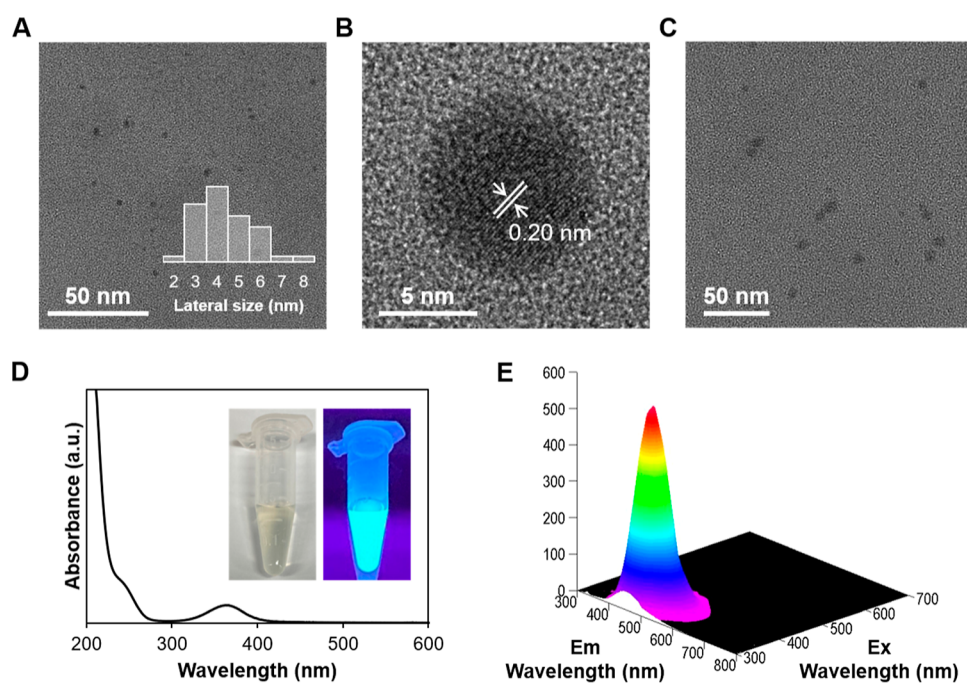 A
B
C
50 nm
2 3 4 5 6 7 8
Lateral size (nm)
0.20 nm
5 nm
50 nm
D
Absorbance (a.u.)
200 300 400 500 600
Wavelength (nm)
E
600
500
400
300
200
100
0
300 400 500 600 700 800
Em
Wavelength (nm)
300 400 500 600 700
Ex
Wavelength (nm)